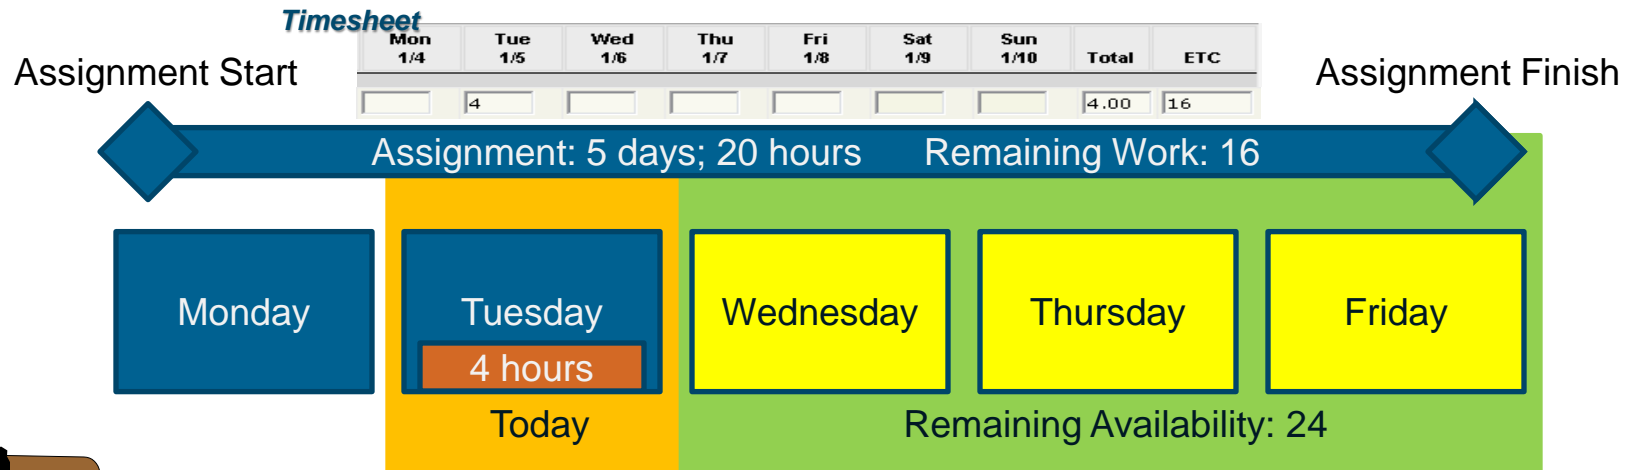 Timesheet
Mon Tue Wed Thu Fri Sat Sun
1/4 1/5 1/6 1/7 1/8 1/9 1/10 Total ETC
Assignment Start
Assignment Finish
4 4.00 16
Assignment: 5 days; 20 hours Remaining Work: 16
Monday Tuesday Wednesday Thursday Friday
4 hours
Today Remaining Availability: 24